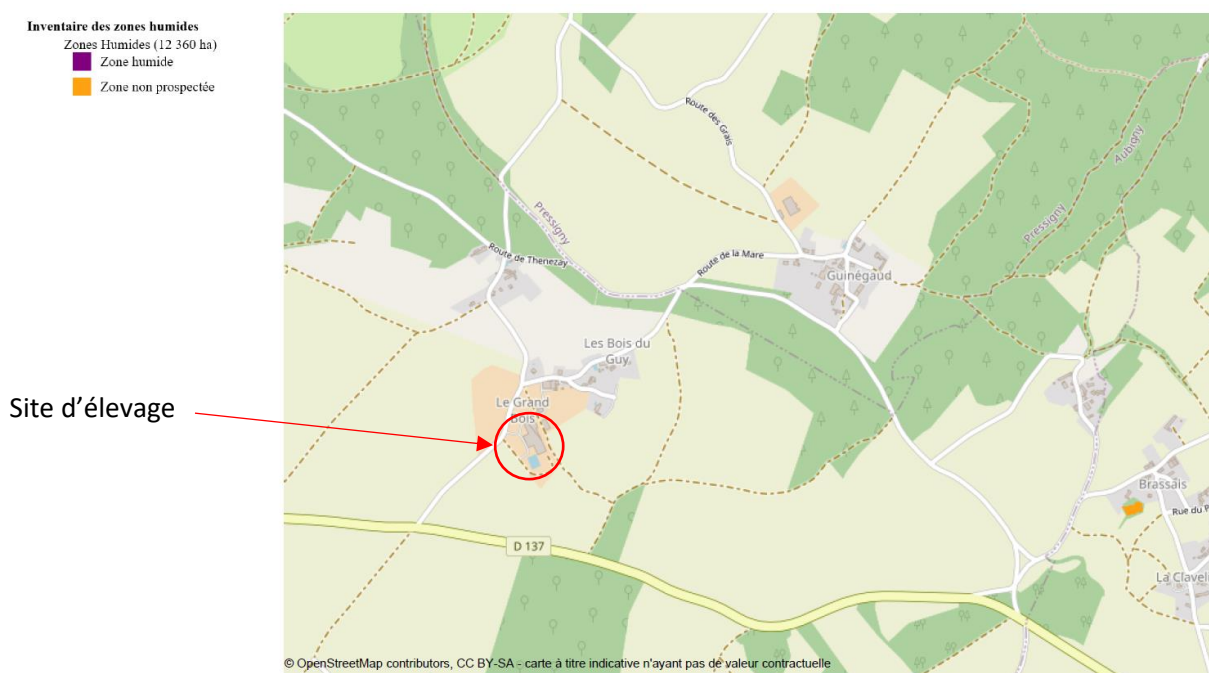 Inventaire des zones humides
Zones Humides (12 360 ha)
Zone humide
Zone non prospectée
Route des Grais
Aubigny
Pressigny
Pressigny
Route de Thenezay
Route de la Mare
Guinégaud
Les Bois du
Guy
Le Grand
Bois
Site d'élevage
Brassais
Rue du P
D 137
La Claveli
© OpenStreetMap contributors, CC BY-SA - carte à titre indicative n'ayant pas de valeur contractuelle